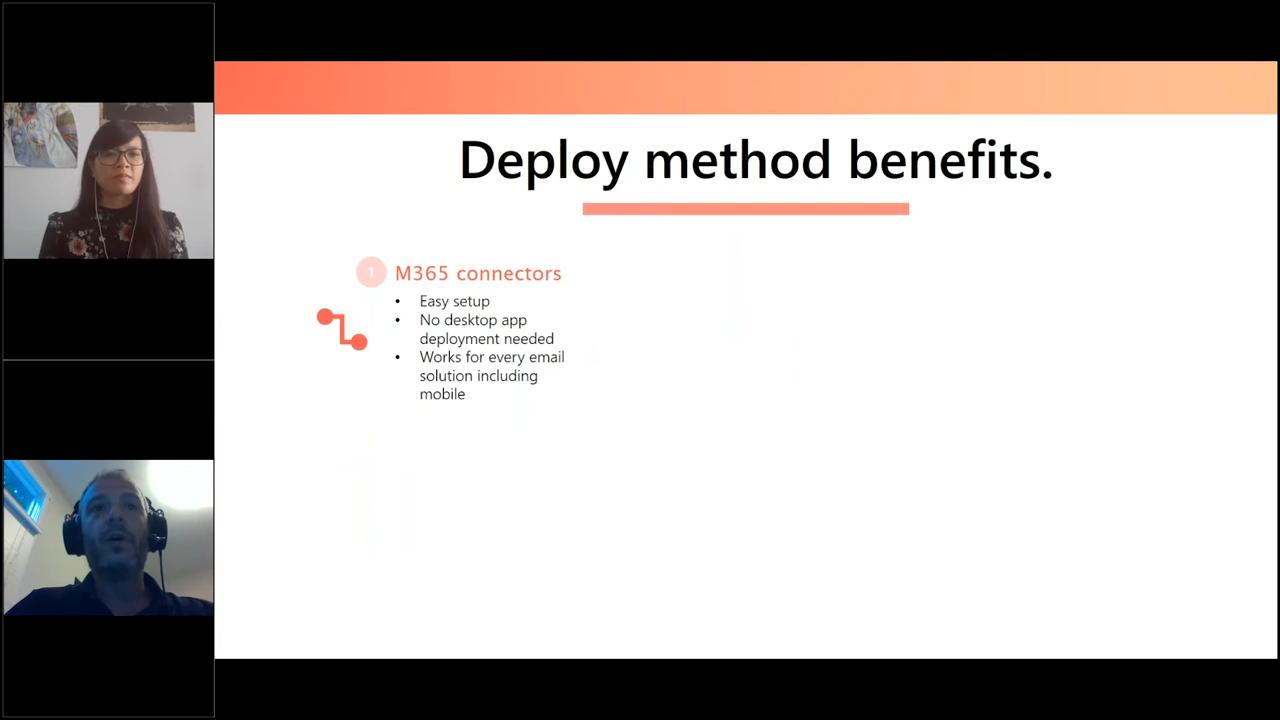 Deploy method benefits.
1 M365 connectors
• Easy setup
• No desktop app
deployment needed
• Works for every email
solution including
mobile